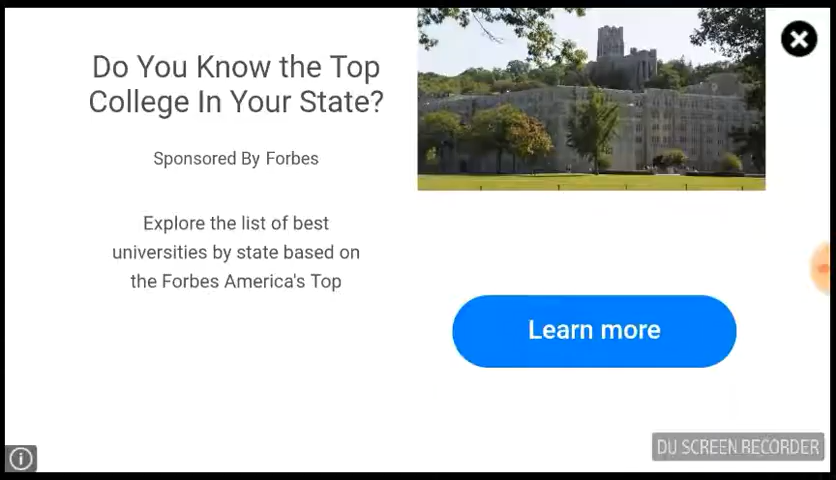 Do You Know the Top
College In Your State?
Sponsored By Forbes
Explore the list of best
universities by state based on
the Forbes America's Top
Learn more
DU SCREEN RECORDER